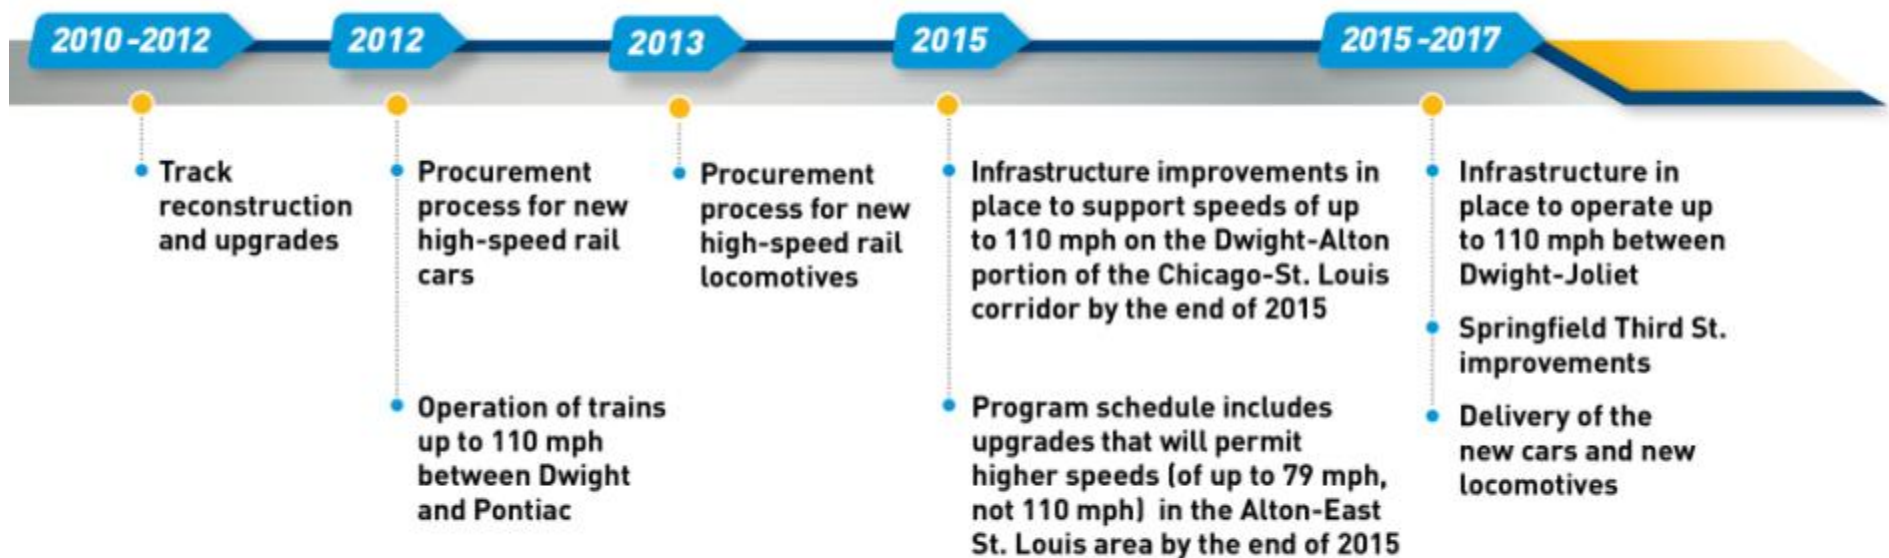 2010-2012
Track
reconstruction
and upgrades
2012
Procurement
process for new
high-speed rail
cars
Operation of trains
up to 110 mph
between Dwight
and Pontiac
2013
Procurement
process for new
high-speed rail
locomotives
2015
Infrastructure improvements in
place to support speeds of up
to 110 mph on the Dwight-Alton
portion of the Chicago-St. Louis
corridor by the end of 2015
Program schedule includes
upgrades that will permit
higher speeds (of up to 79 mph,
not 110 mph) in the Alton-East
St. Louis area by the end of 2015
2015-2017
Infrastructure in
place to operate up
to 110 mph between
Dwight-Joliet
Springfield Third St.
improvements
Delivery of the
new cars and new
locomotives